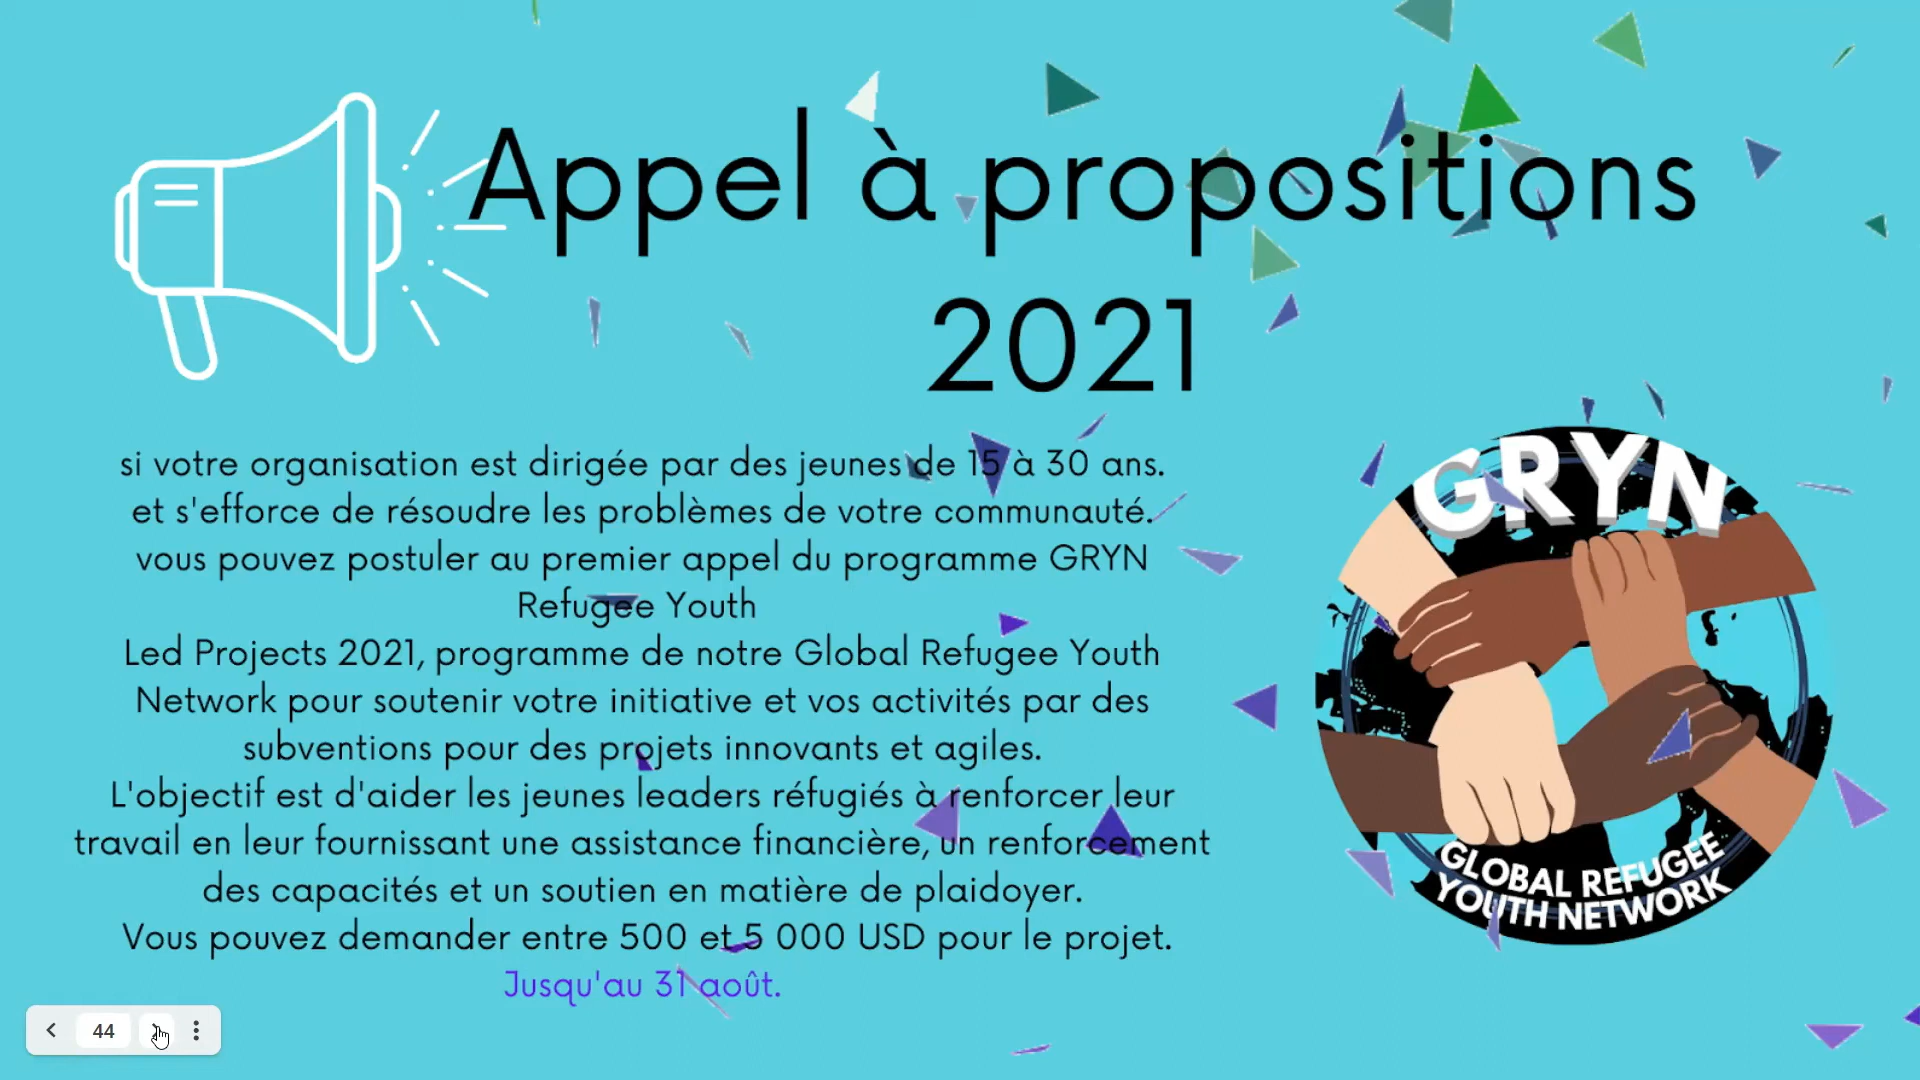 Appel à propositions
2021
si votre organisation est dirigée par des jeunes de 15 à 30 ans.
et s'efforce de résoudre les problèmes de votre communauté.
vous pouvez postuler au premier appel du programme GRYN
Refugee Youth
Led Projects 2021, programme de notre Global Refugee Youth
Network pour soutenir votre initiative et vos activités par des
subventions pour des projets innovants et agiles.
L'objectif est d'aider les jeunes leaders réfugiés à renforcer leur
travail en leur fournissant une assistance financière, un renforcement
des capacités et un soutien en matière de plaidoyer.
Vous pouvez demander entre 500 et 5 000 USD pour le projet.
Jusqu'au 31 août.
GRYN
GLOBAL REFUGEE
YOUTH NETWORK
44